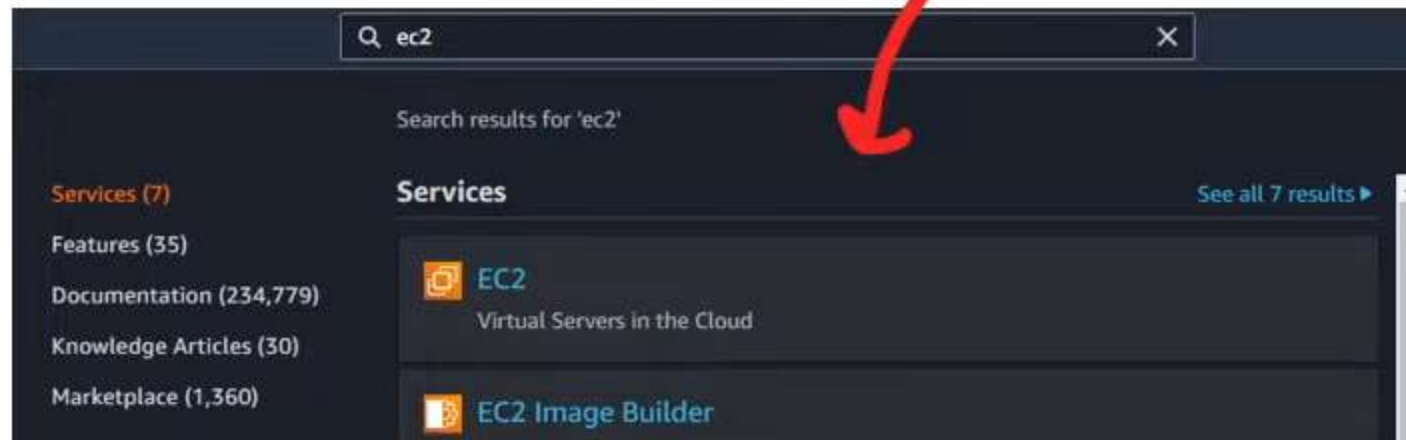 ec2
Search results for 'ec2'
Services (7)
Features (35)
Documentation (234,779)
Knowledge Articles (30)
Marketplace (1,360)
Services
See all 7 results
EC2
Virtual Servers in the Cloud
EC2 Image Builder